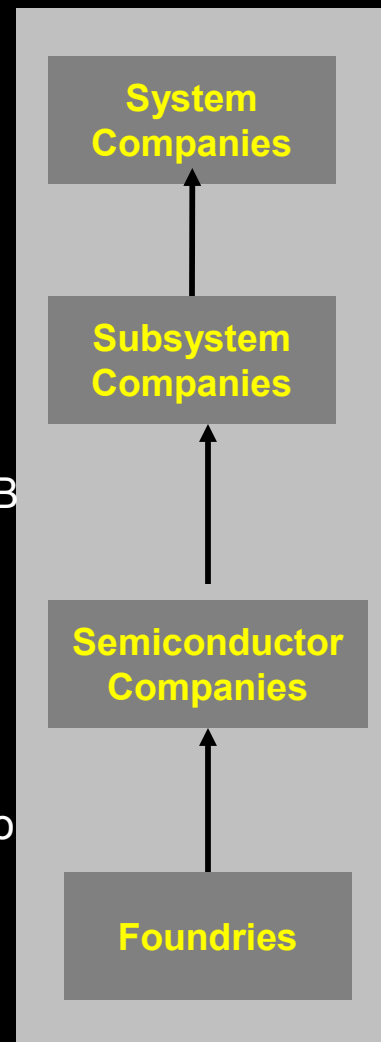 System
Companies
Subsystem
Companies
B
Semiconductor
Companies
Foundries